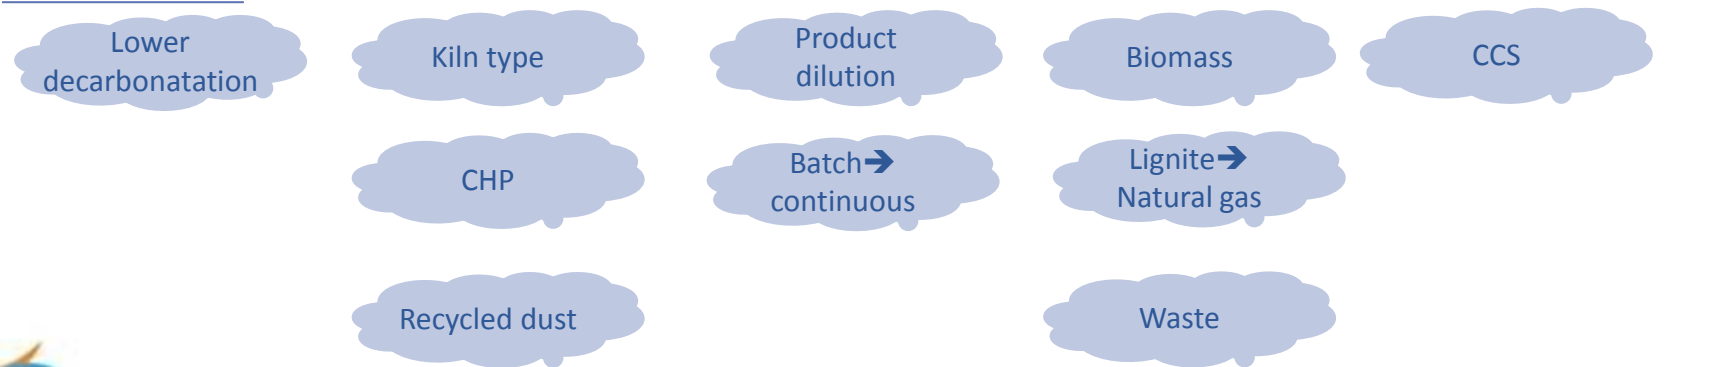 Lower
decarbonatation
Kiln type
Product
dilution
Biomass
CCS
CHP
Batch➔
continuous
Lignite➔
Natural gas
Recycled dust
Waste